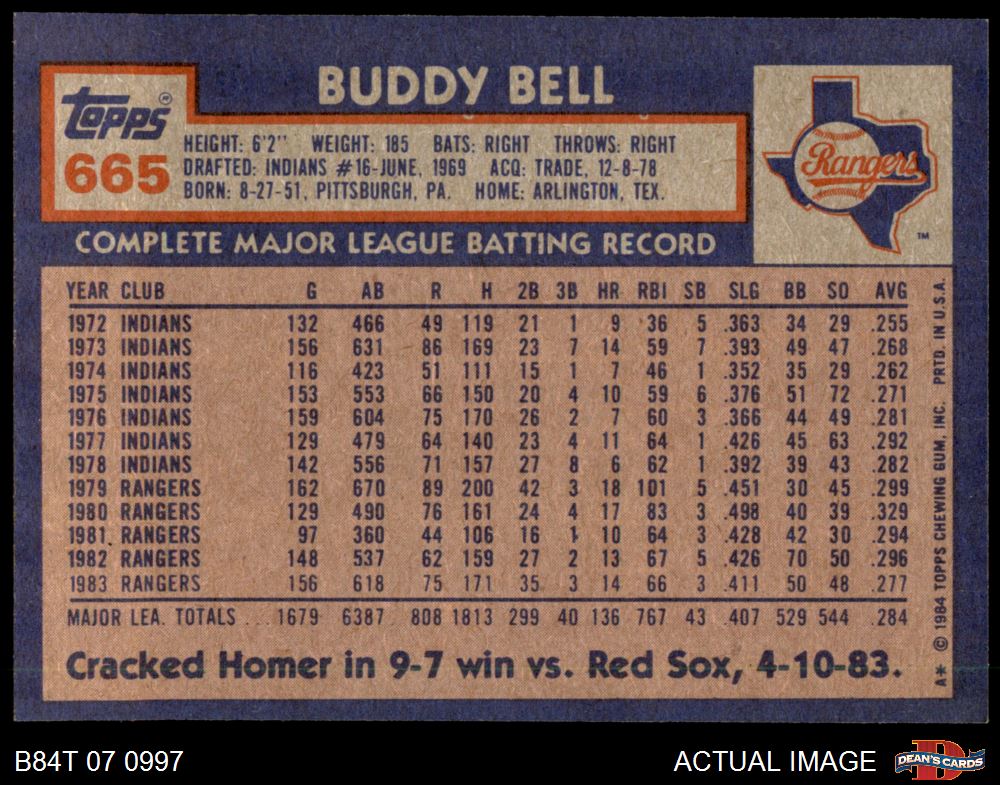 BUDDY BELL
Topps®
665
HEIGHT: 6'2" WEIGHT: 185 BATS: RIGHT THROWS: RIGHT
DRAFTED: INDIANS #16-JUNE, 1969 ACQ: TRADE, 12-8-78
BORN: 8-27-51, PITTSBURGH, PA. HOME: ARLINGTON, TEX.
Rangers
TM
COMPLETE MAJOR LEAGUE BATTING RECORD
YEAR CLUB G AB R H 2B 3B HR RBI SB SLG BB SO AVG
1972 INDIANS 132 466 49 119 21 1 9 36 5 .363 34 29 .255
1973 INDIANS 156 631 86 169 23 7 14 59 7 .393 49 47 .268
1974 INDIANS 116 423 51 111 15 1 7 46 1 .352 35 29 .262
1975 INDIANS 153 553 66 150 20 4 10 59 6 .376 51 72 .271
1976 INDIANS 159 604 75 170 26 2 7 60 3 .366 44 49 .281
1977 INDIANS 129 479 64 140 23 4 11 64 1 .426 45 63 .292
1978 INDIANS 142 556 71 157 27 8 6 62 1 .392 39 43 .282
1979 RANGERS 162 670 89 200 42 3 18 101 5 .451 30 45 .299
1980 RANGERS 129 490 76 161 24 4 17 83 3 .498 40 39 .329
1981 RANGERS 97 360 44 106 16 1 10 64 3 .428 42 30 .294
1982 RANGERS 148 537 62 159 27 2 13 67 5 .426 70 50 .296
1983 RANGERS 156 618 75 171 35 3 14 66 3 .411 50 48 .277
MAJOR LEA. TOTALS 1679 6387 808 1813 299 40 136 767 43 .407 529 544 .284
Cracked Homer in 9-7 win vs. Red Sox, 4-10-83.
A* © 1984 TOPPS CHEWING GUM, INC. PRTD. IN U.S.A.
B84T 07 0997
ACTUAL IMAGE
D
DEAN'S CARDS